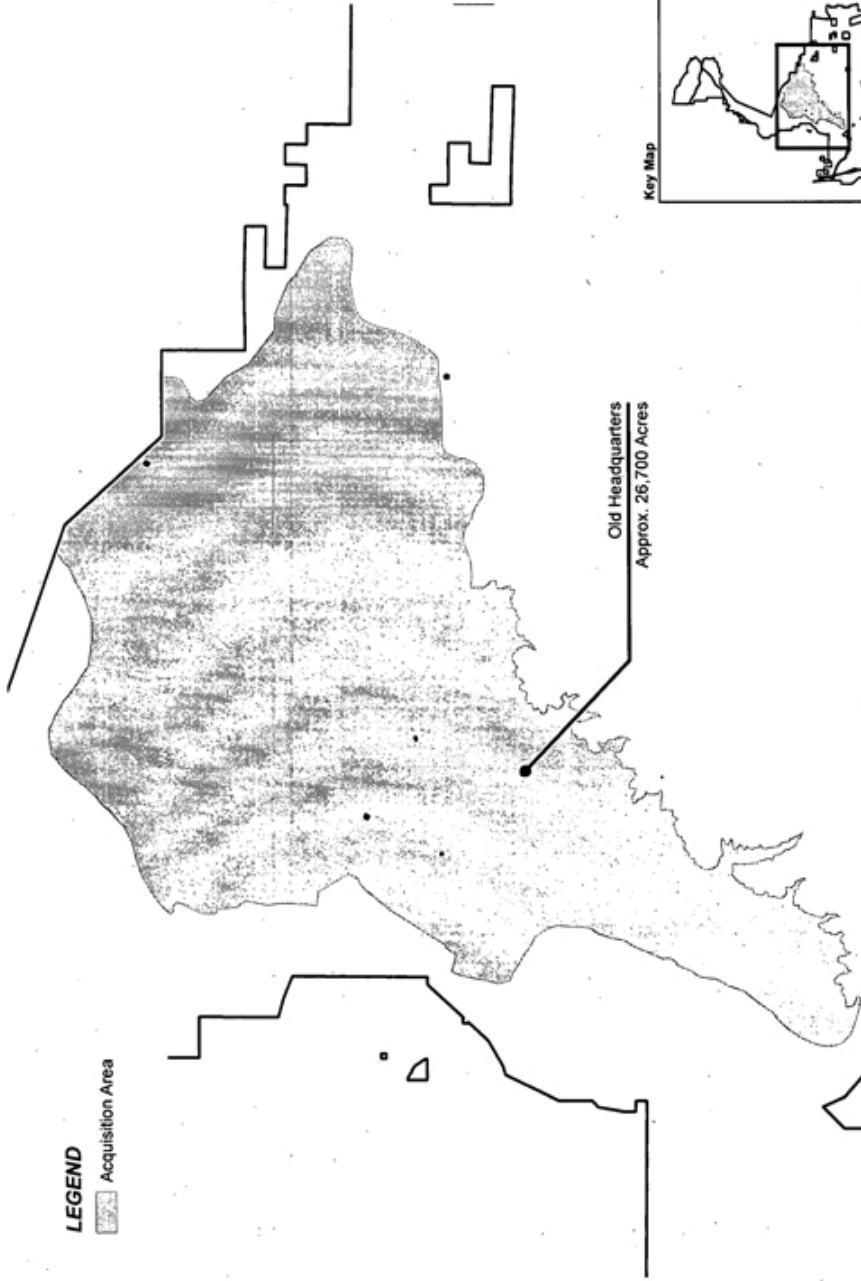 LEGEND
Acquisition Area
Old Headquarters
Approx. 26,700 Acres
Key Map